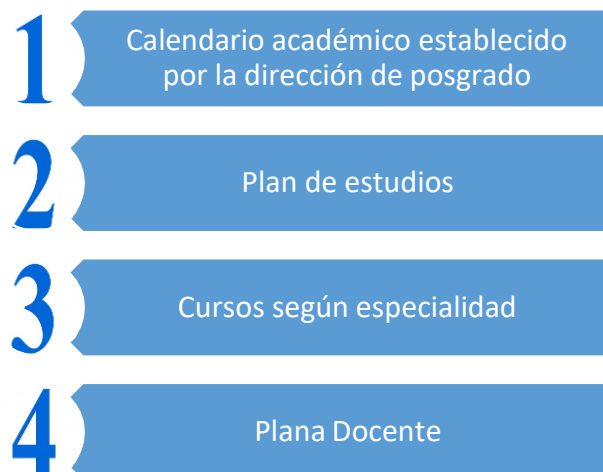 1
Calendario académico establecido
por la dirección de posgrado
2
Plan de estudios
3
Cursos según especialidad
4
Plana Docente